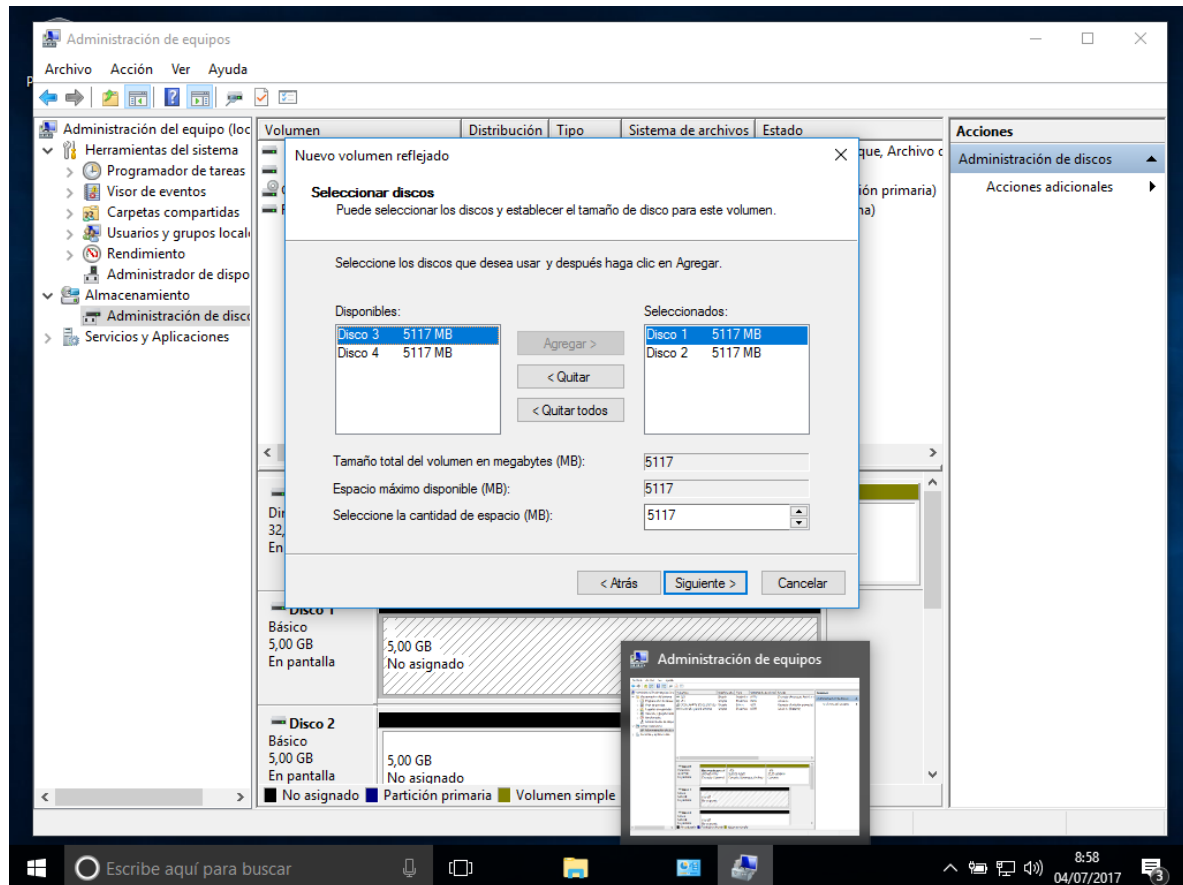 Administración de equipos
Archivo Acción Ver Ayuda
Administración del equipo (loc
Herramientas del sistema
Programador de tareas
Visor de eventos
Carpetas compartidas
Usuarios y grupos local
Rendimiento
Administrador de dispo
Almacenamiento
Administración de disco
Servicios y Aplicaciones
Volumen Distribución Tipo Sistema de archivos Estado
que, Archivo
ión primaria)
na)
Nuevo volumen reflejado
Seleccionar discos
Puede seleccionar los discos y establecer el tamaño de disco para este volumen.
Seleccione los discos que desea usar y después haga clic en Agregar.
Disponibles:
Disco 3 5117 MB
Disco 4 5117 MB
Agregar >
< Quitar
< Quitar todos
Seleccionados:
Disco 1 5117 MB
Disco 2 5117 MB
Tamaño total del volumen en megabytes (MB): 5117
Espacio máximo disponible (MB): 5117
Seleccione la cantidad de espacio (MB): 5117
< Atrás Siguiente > Cancelar
32,
En
Disco 1
Básico
5,00 GB
En pantalla
5,00 GB
No asignado
Disco 2
Básico
5,00 GB
En pantalla
5,00 GB
No asignado
No asignado Partición primaria Volumen simple
Acciones
Administración de discos
Acciones adicionales
Administración de equipos
Escribe aquí para buscar
8:58
04/07/2017
3